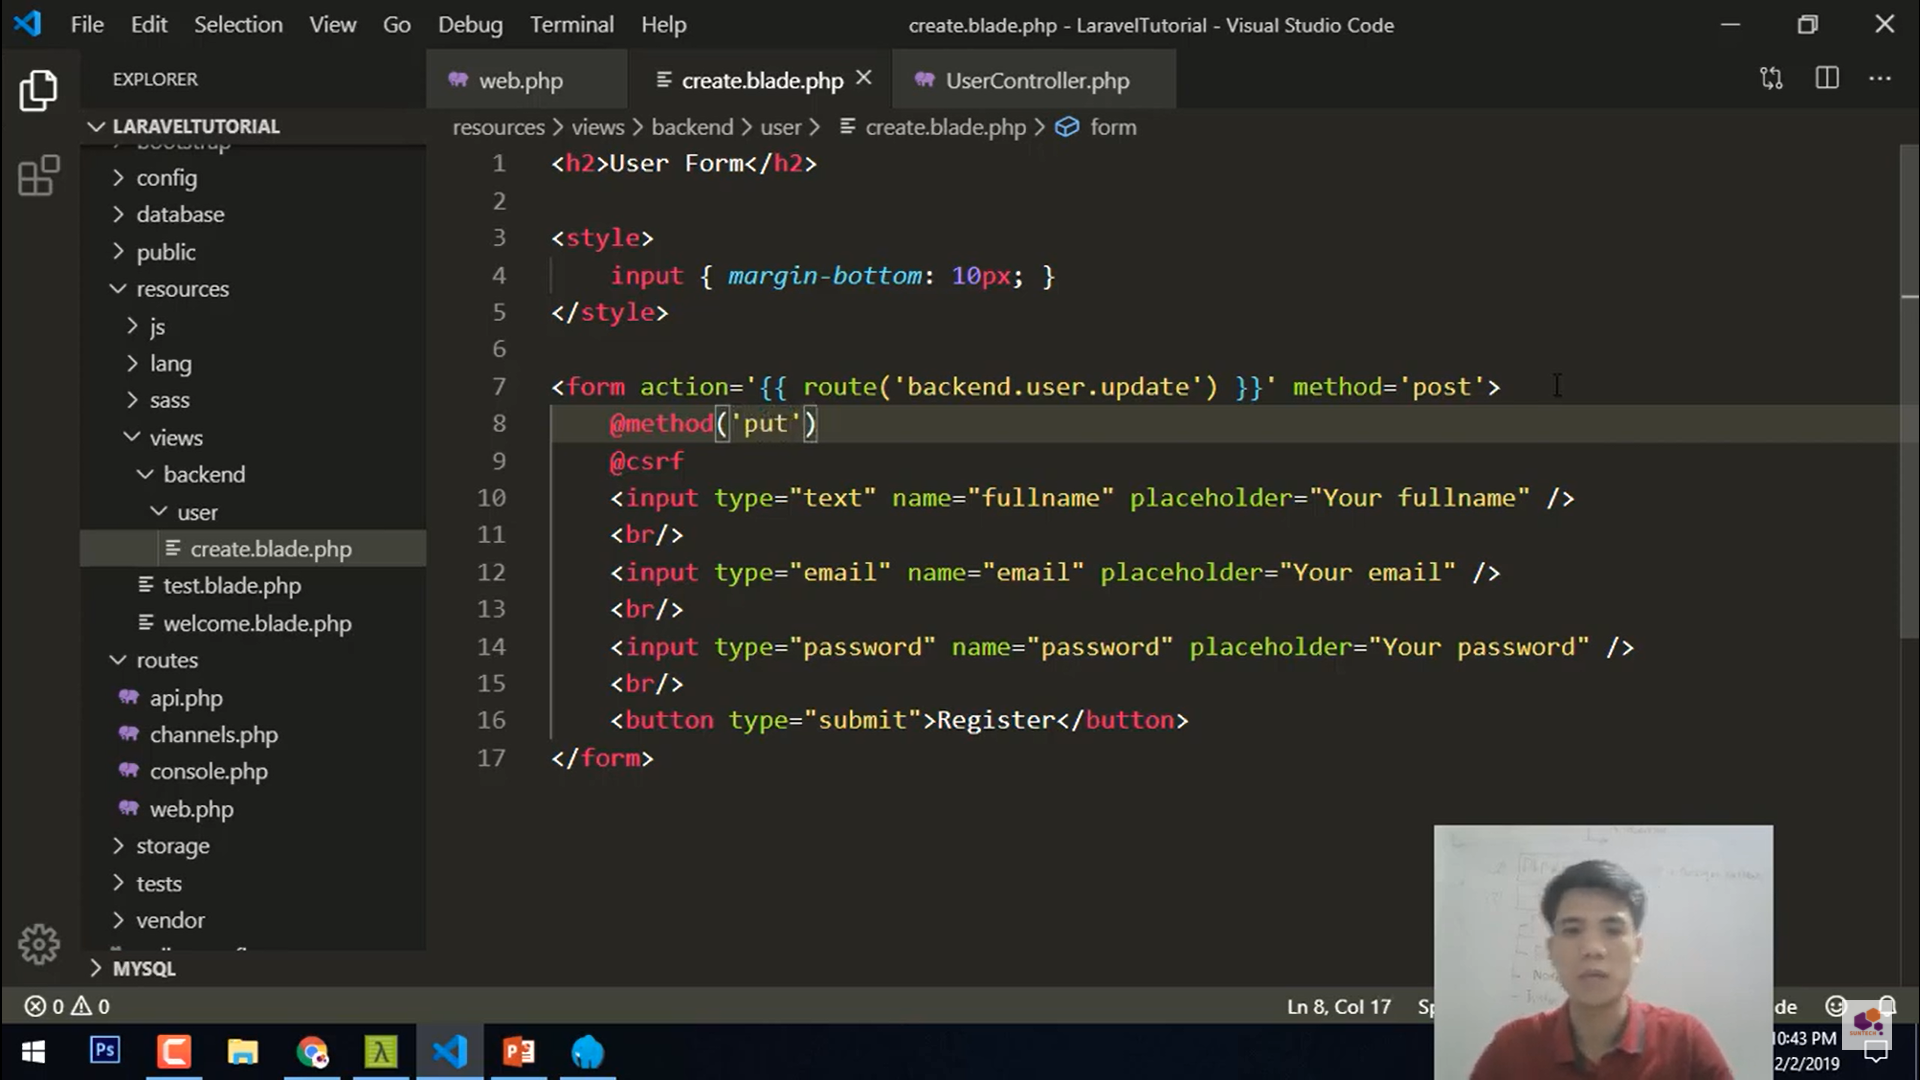 File Edit Selection View Go Debug Terminal Help
create.blade.php - LaravelTutorial - Visual Studio Code
EXPLORER
web.php
create.blade.php
UserController.php
LARAVELTUTORIAL
resources > views > backend > user > create.blade.php > form
bootstrap
config
database
public
resources
js
lang
sass
views
backend
user
create.blade.php
test.blade.php
welcome.blade.php
routes
api.php
channels.php
console.php
web.php
storage
tests
vendor
MYSQL
1 <h2>User Form</h2>
2
3 <style>
4 input { margin-bottom: 10px; }
5 </style>
6
7 <form action='{{ route('backend.user.update') }}' method='post'>
8 @method('put')
9 @csrf
10 <input type="text" name="fullname" placeholder="Your fullname" />
11 <br/>
12 <input type="email" name="email" placeholder="Your email" />
13 <br/>
14 <input type="password" name="password" placeholder="Your password" />
15 <br/>
16 <button type="submit">Register</button>
17 </form>
0 0
Ln 8, Col 17
SUNTECH
Ps
10:43 PM
2/2/2019